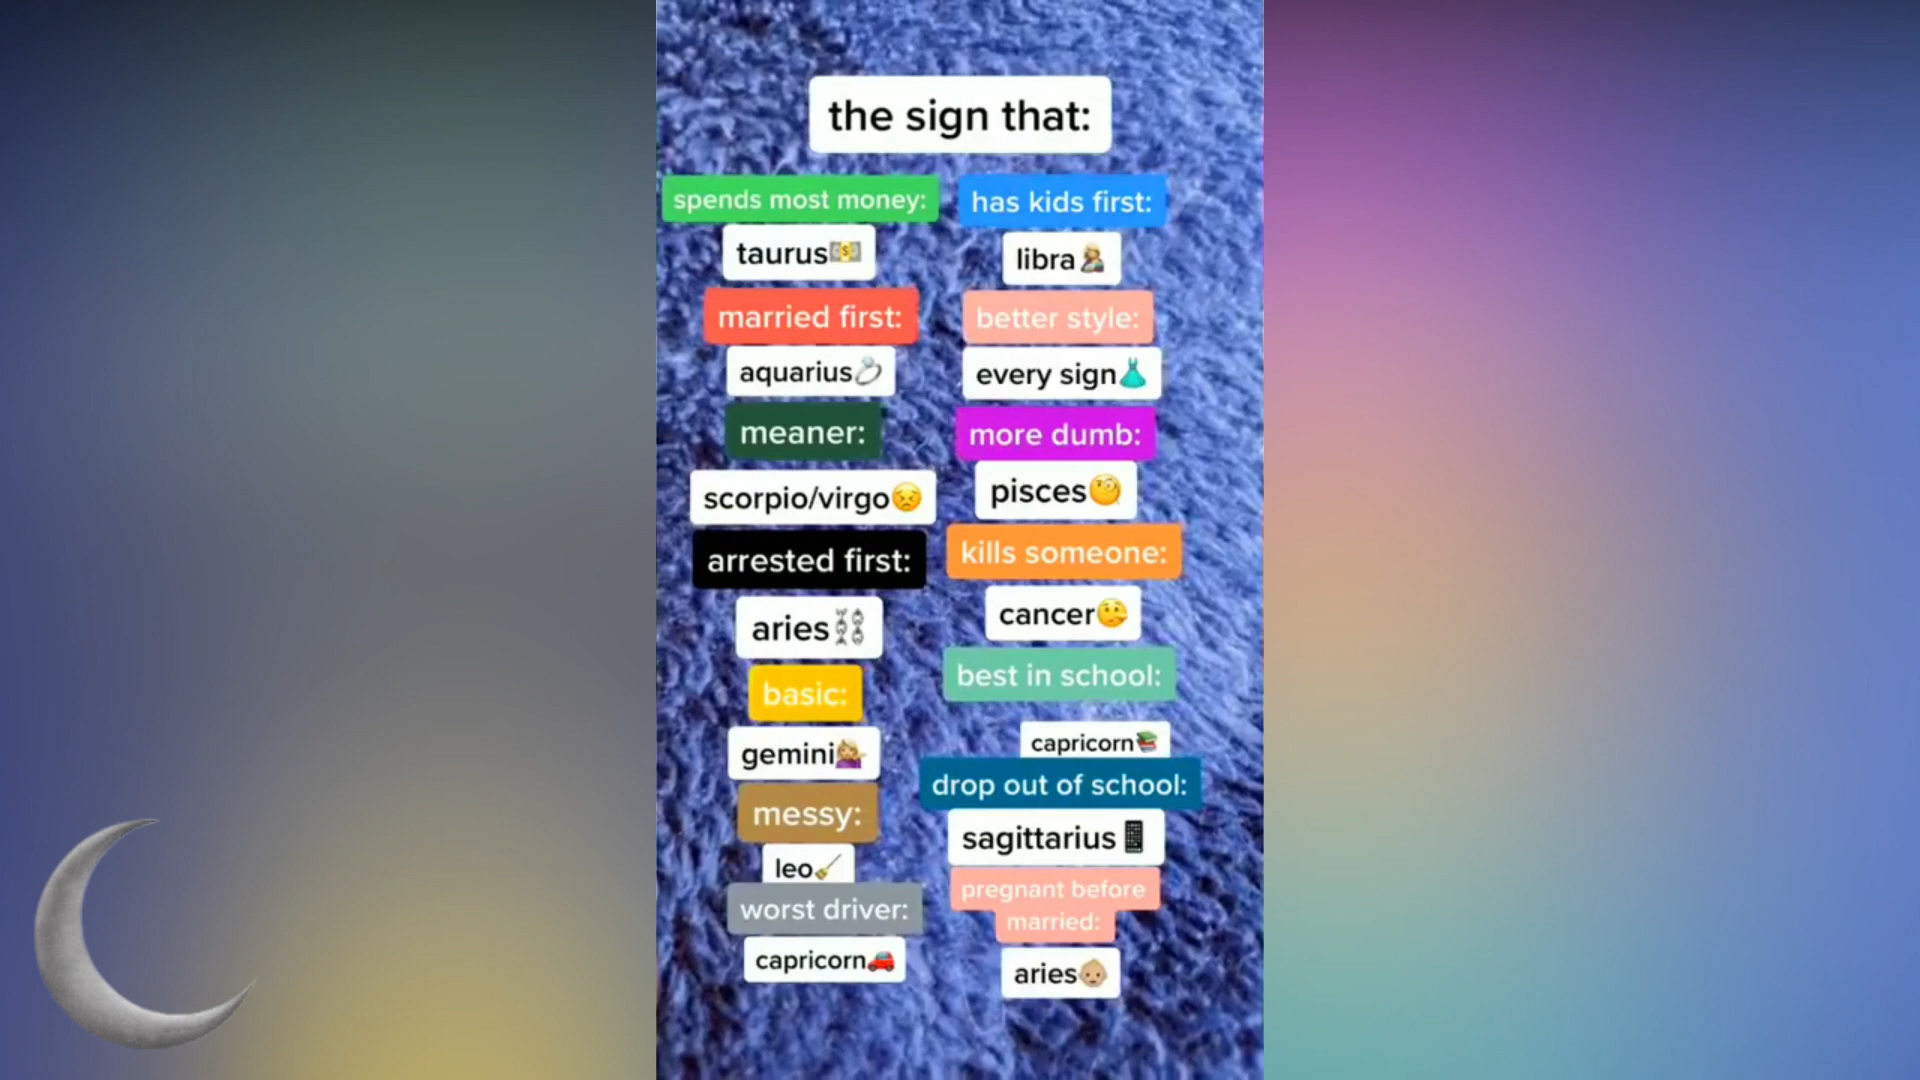 the sign that:
spends most money:
taurus💵
married first:
aquarius💍
meaner:
scorpio/virgo😣
arrested first:
aries⛓
basic:
gemini💁🏼‍♀️
messy:
leo🧹
worst driver:
capricorn🚗
has kids first:
libra🤱🏼
better style:
every sign👗
more dumb:
pisces🧐
kills someone:
cancer🤥
best in school:
capricorn📚
drop out of school:
sagittarius📱
pregnant before
married:
aries👶🏼